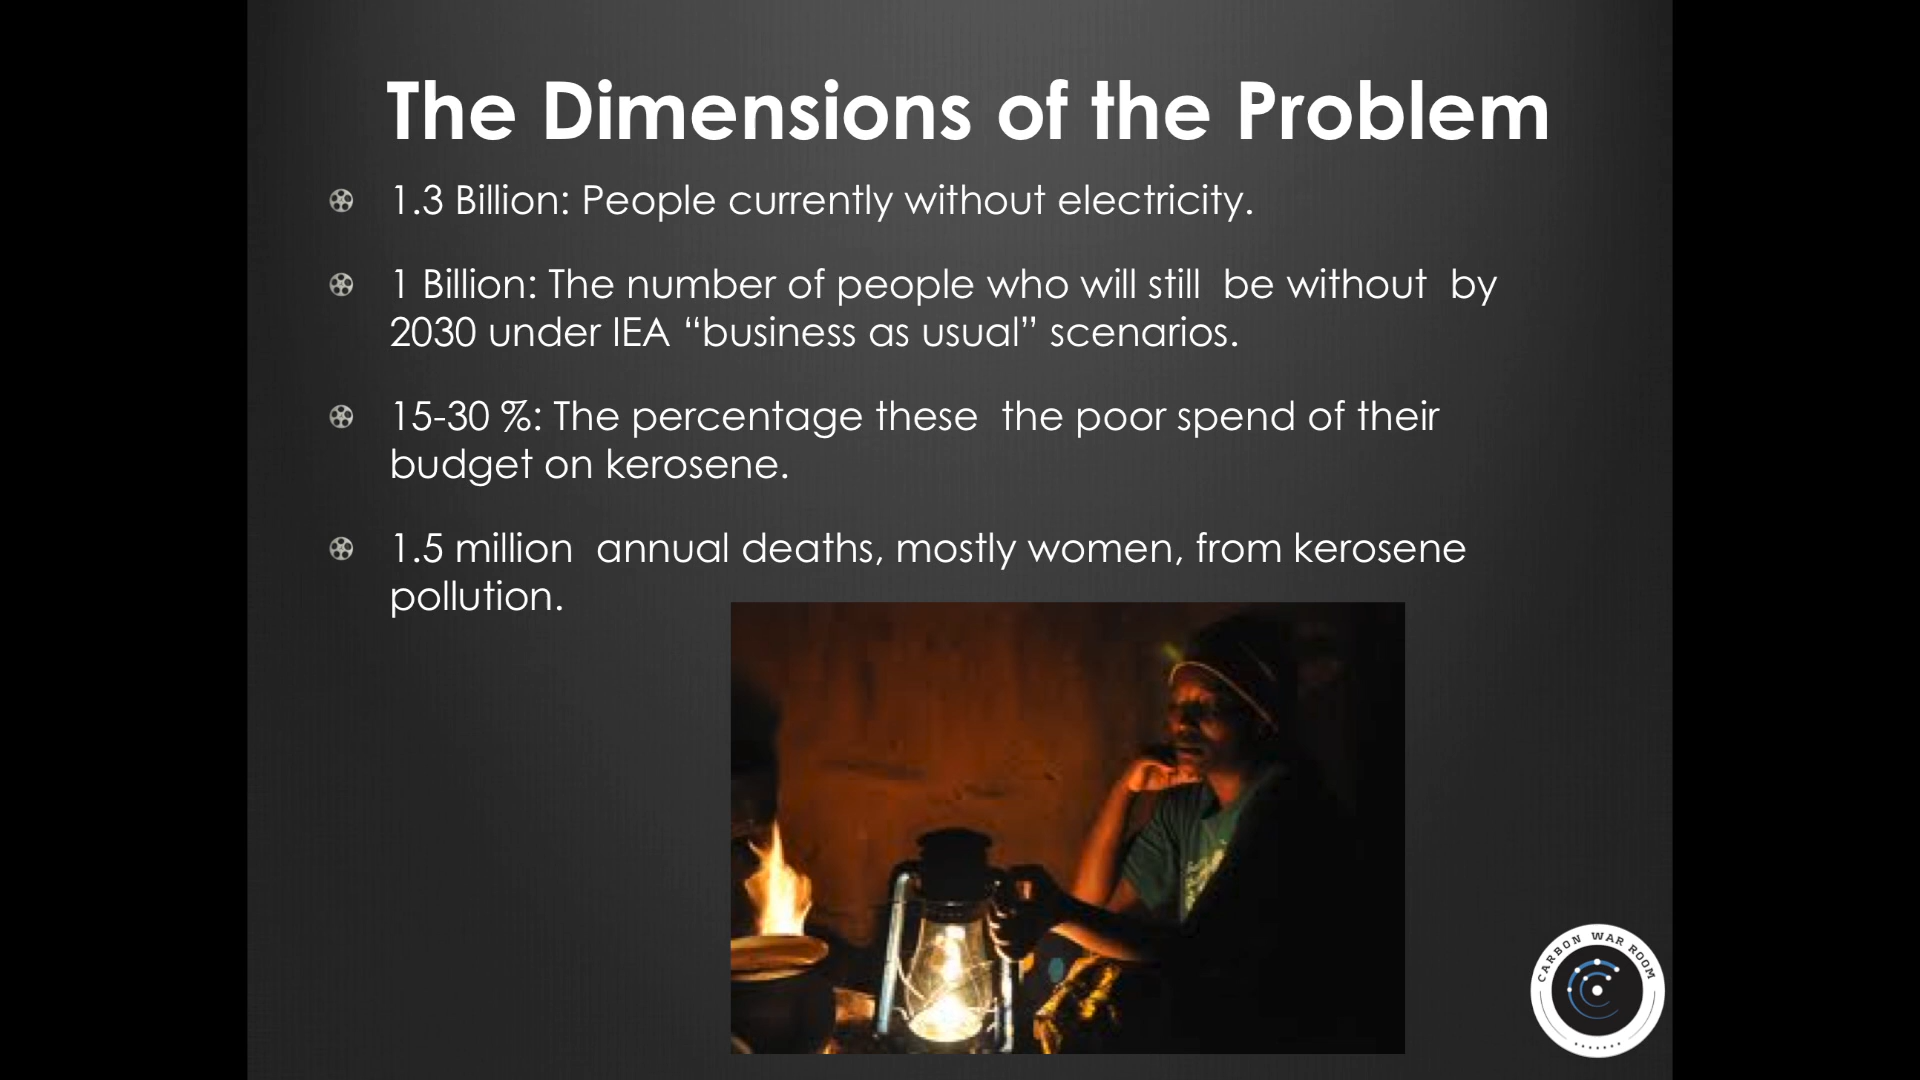 The Dimensions of the Problem
1.3 Billion: People currently without electricity.
1 Billion: The number of people who will still  be without  by
2030 under IEA “business as usual” scenarios.
15-30 %: The percentage these  the poor spend of their
budget on kerosene.
1.5 million  annual deaths, mostly women, from kerosene
pollution.
CARBON WAR ROOM